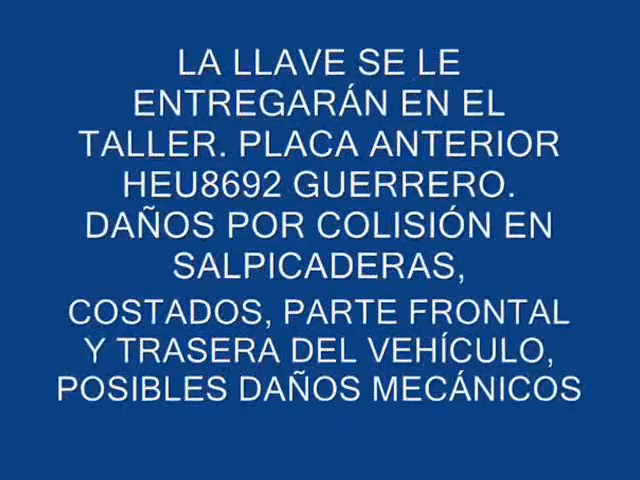 LA LLAVE SE LE
ENTREGARÁN EN EL
TALLER. PLACA ANTERIOR
HEU8692 GUERRERO.
DAÑOS POR COLISIÓN EN
SALPICADERAS,
COSTADOS, PARTE FRONTAL
Y TRASERA DEL VEHÍCULO,
POSIBLES DAÑOS MECÁNICOS